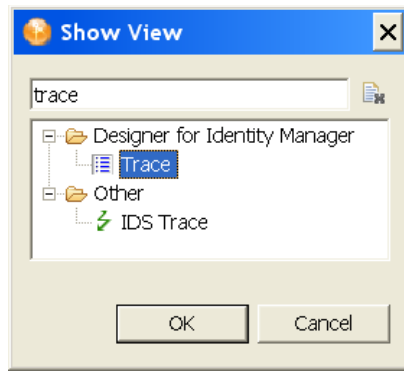 Show View
trace
Designer for Identity Manager
Trace
Other
IDS Trace
OK Cancel